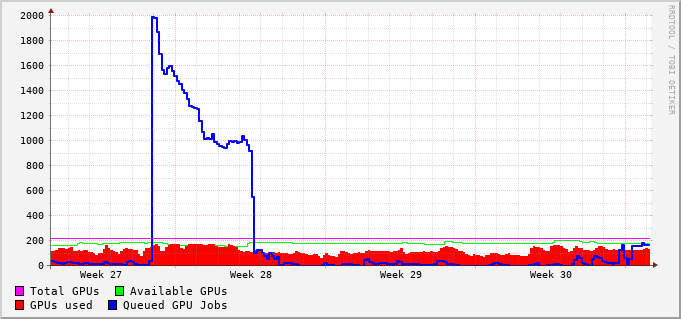 2000
1800
1600
1400
1200
1000
800
600
400
200
0
Week 27 Week 28 Week 29 Week 30
Total GPUs Available GPUs
GPUs used Queued GPU Jobs
RRDTOOL / TOBI OETIKER